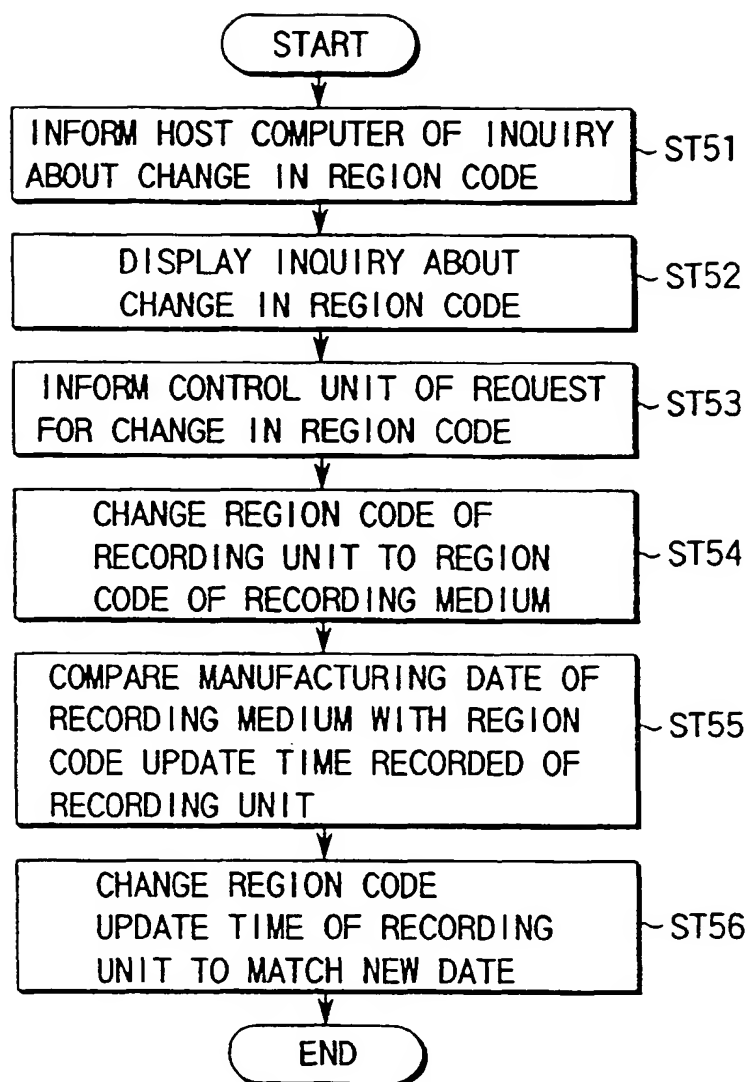 START
INFORM HOST COMPUTER OF INQUIRY
ABOUT CHANGE IN REGION CODE
ST51
DISPLAY INQUIRY ABOUT
CHANGE IN REGION CODE
ST52
INFORM CONTROL UNIT OF REQUEST
FOR CHANGE IN REGION CODE
ST53
CHANGE REGION CODE OF
RECORDING UNIT TO REGION
CODE OF RECORDING MEDIUM
ST54
COMPARE MANUFACTURING DATE OF
RECORDING MEDIUM WITH REGION
CODE UPDATE TIME RECORDED OF
RECORDING UNIT
ST55
CHANGE REGION CODE
UPDATE TIME OF RECORDING
UNIT TO MATCH NEW DATE
ST56
END